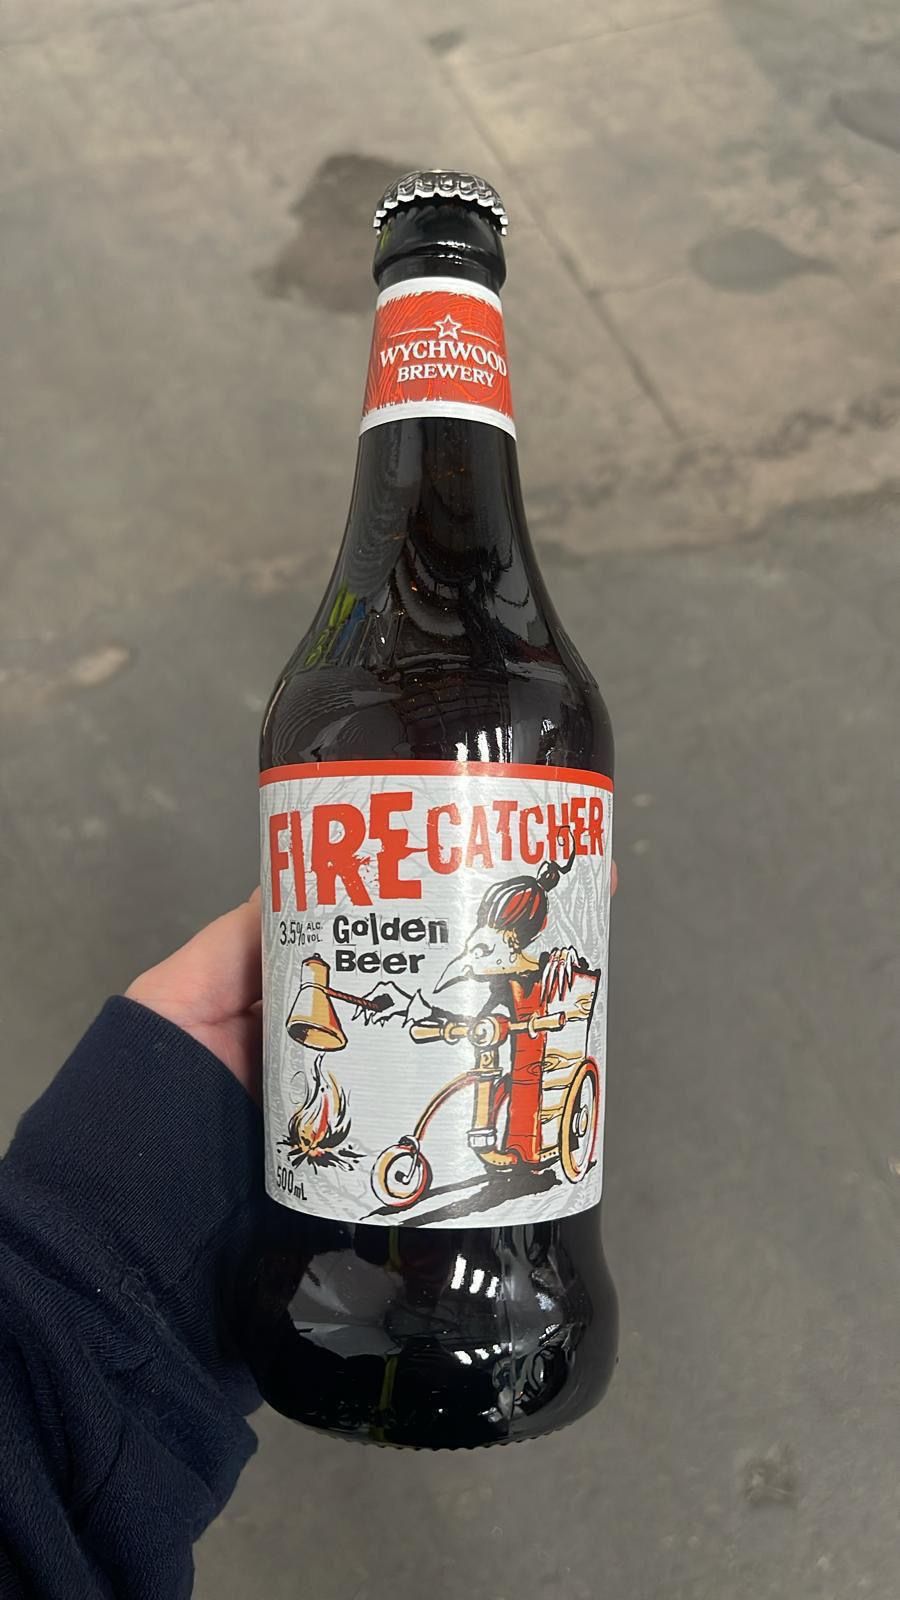 WYCHWOOD
BREWERY
FIRE CATCHER
3.5% ALC. VOL.
Golden
Beer
500mL